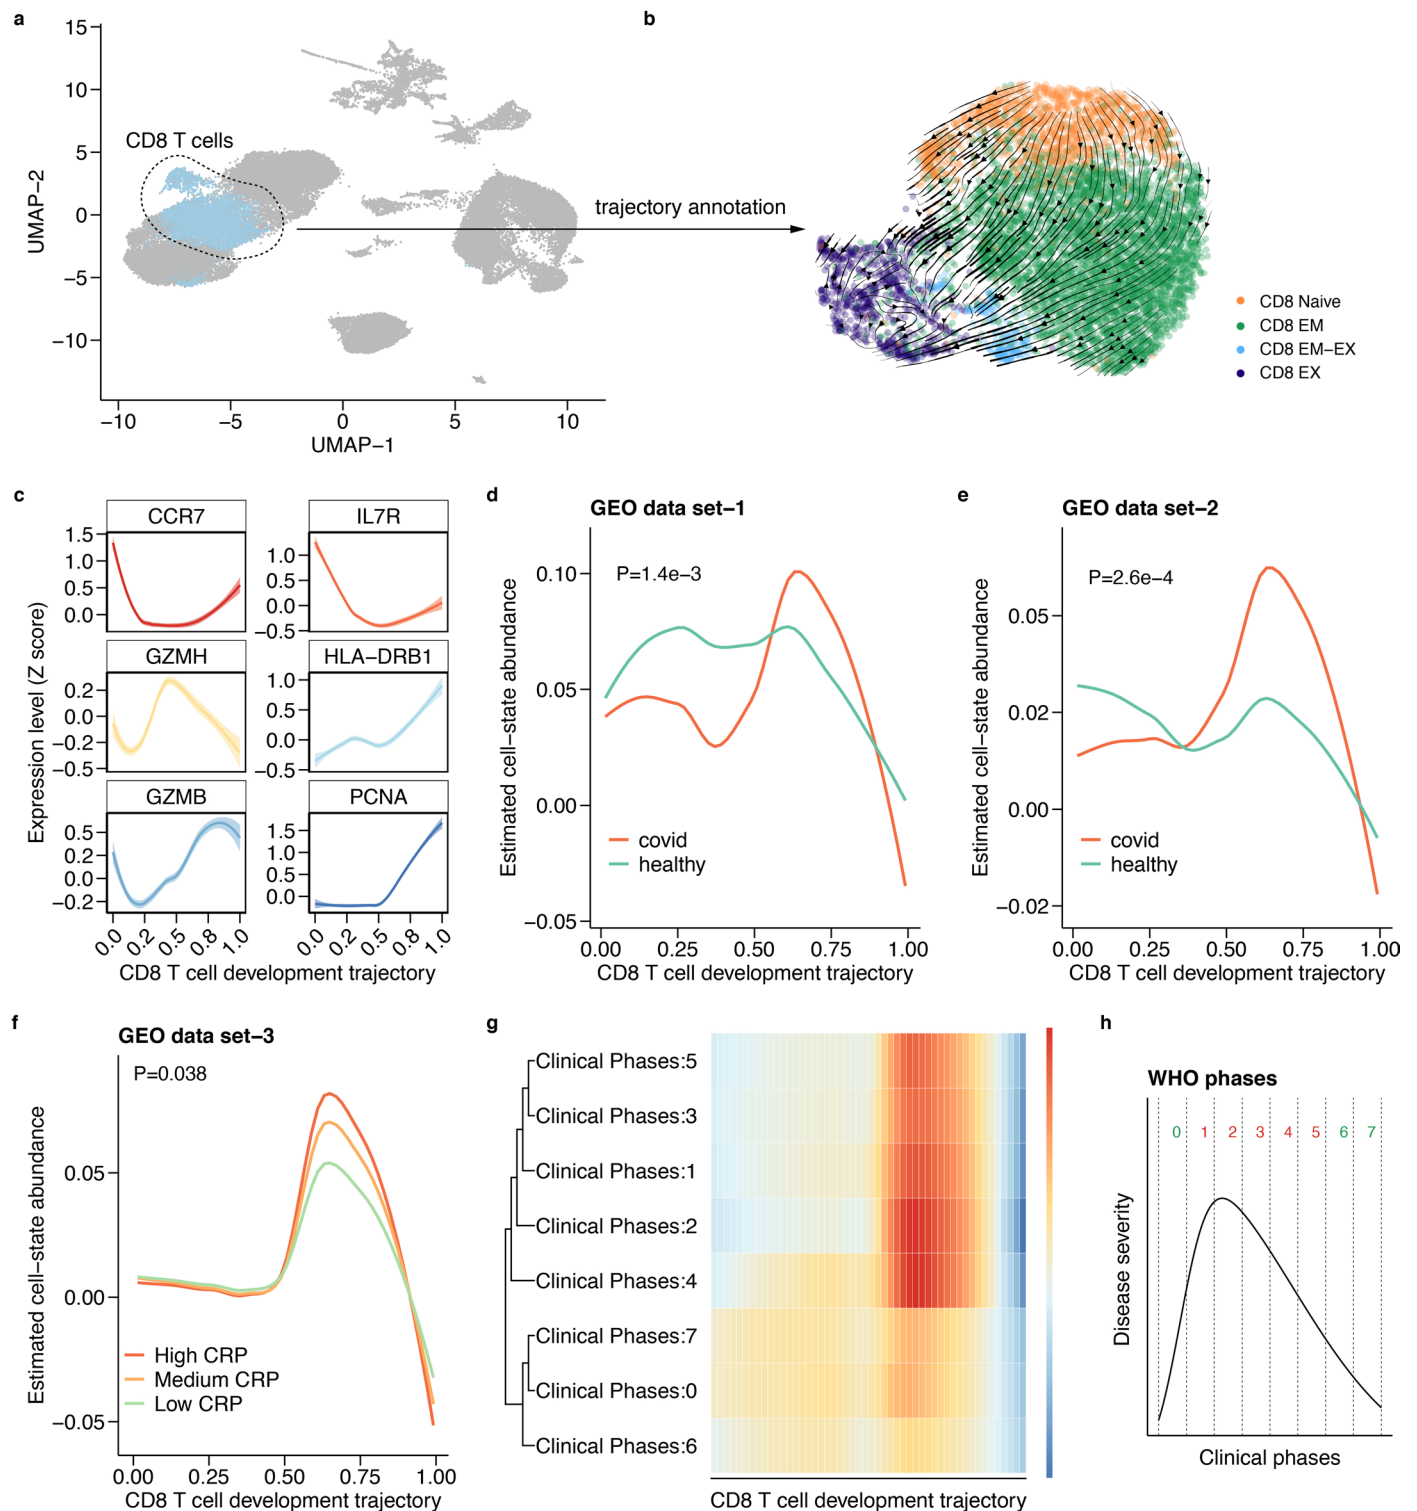 a
15
10
5
0
−5
−10
UMAP−2
CD8 T cells
−10
−5
0
5
10
UMAP−1
trajectory annotation
b
CD8 Naive
CD8 EM
CD8 EM−EX
CD8 EX
c
Expression level (Z score)
CCR7
1.5
1.0
0.5
0.0
IL7R
1.0
0.5
0.0
−0.5
GZMH
0.2
0.0
−0.2
−0.5
HLA−DRB1
1.0
0.5
0.0
−0.5
GZMB
0.5
0.2
0.0
−0.2
PCNA
1.5
1.0
0.5
0.0
0.0
0.2
0.5
0.8
1.0
0.0
0.2
0.5
0.8
1.0
CD8 T cell development trajectory
d
GEO data set−1
P=1.4e−3
Estimated cell−state abundance
0.10
0.05
0.00
−0.05
covid
healthy
0.00
0.25
0.50
0.75
1.00
CD8 T cell development trajectory
e
GEO data set−2
P=2.6e−4
Estimated cell−state abundance
0.05
0.02
0.00
−0.02
covid
healthy
0.00
0.25
0.50
0.75
1.00
CD8 T cell development trajectory
f
GEO data set−3
P=0.038
Estimated cell−state abundance
0.05
0.00
−0.05
High CRP
Medium CRP
Low CRP
0.00
0.25
0.50
0.75
1.00
CD8 T cell development trajectory
g
Clinical Phases:5
Clinical Phases:3
Clinical Phases:1
Clinical Phases:2
Clinical Phases:4
Clinical Phases:7
Clinical Phases:0
Clinical Phases:6
CD8 T cell development trajectory
h
WHO phases
0 1 2 3 4 5 6 7
Disease severity
Clinical phases